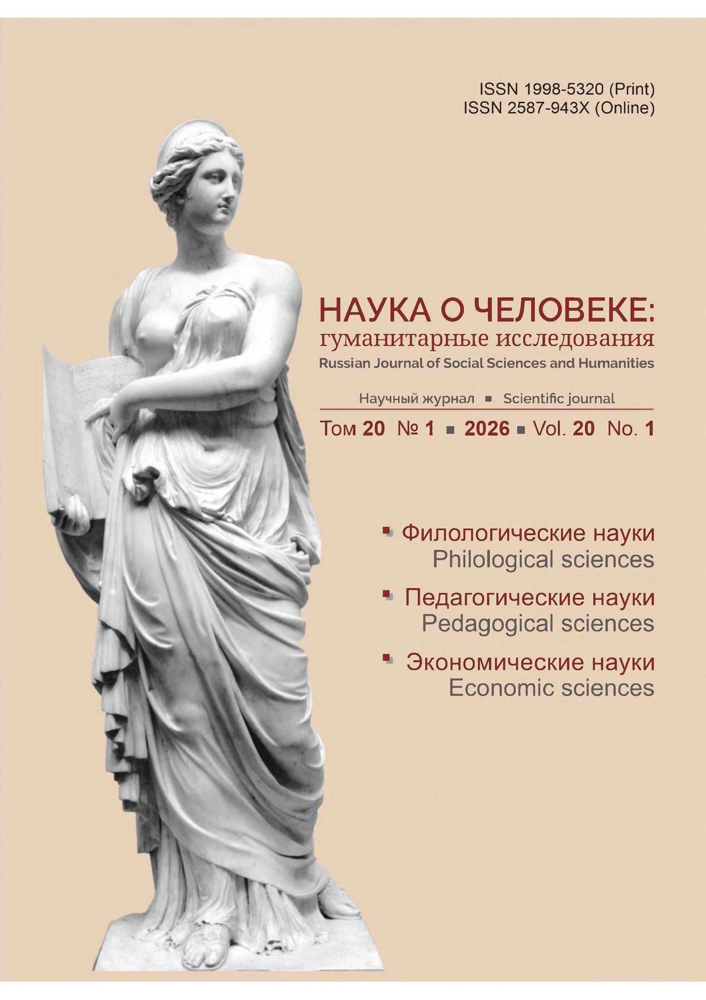 ISSN 1998-5320 (Print)
ISSN 2587-943X (Online)
НАУКА О ЧЕЛОВЕКЕ:
гуманитарные исследования
Russian Journal of Social Sciences and Humanities
Научный журнал ▪ Scientific journal
Том 20 № 1 ▪ 2026 ▪ Vol. 20 No. 1
▪ Филологические науки
Philological sciences
▪ Педагогические науки
Pedagogical sciences
▪ Экономические науки
Economic sciences